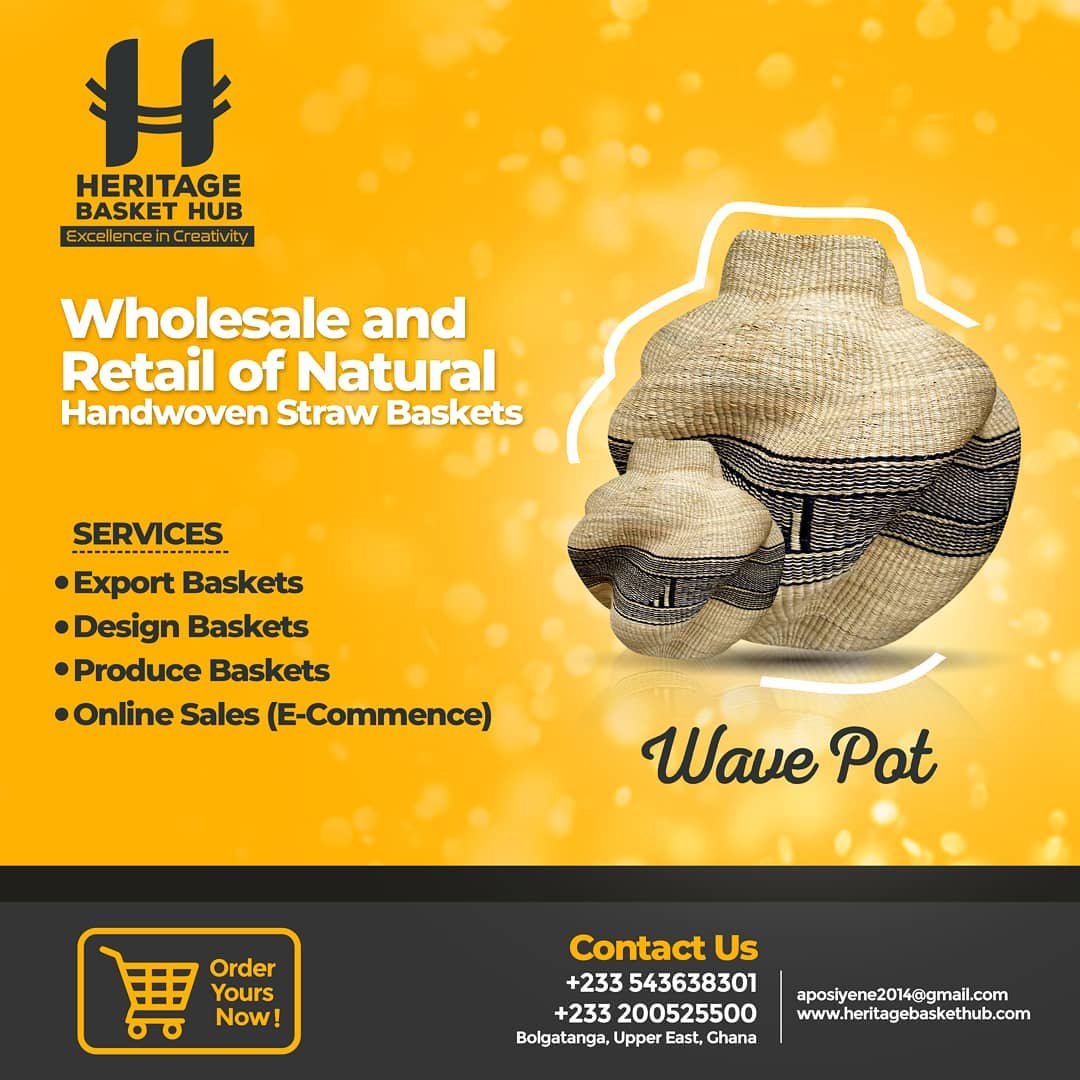 HERITAGE
BASKET HUB
Excellence in Creativity
Wholesale and
Retail of Natural
Handwoven Straw Baskets
SERVICES
• Export Baskets
• Design Baskets
• Produce Baskets
• Online Sales (E-Commence)
Wave Pot
Order
Yours
Now!
Contact Us
+233 543638301
+233 200525500
Bolgatanga, Upper East, Ghana
aposiyene2014@gmail.com
www.heritagebaskethub.com